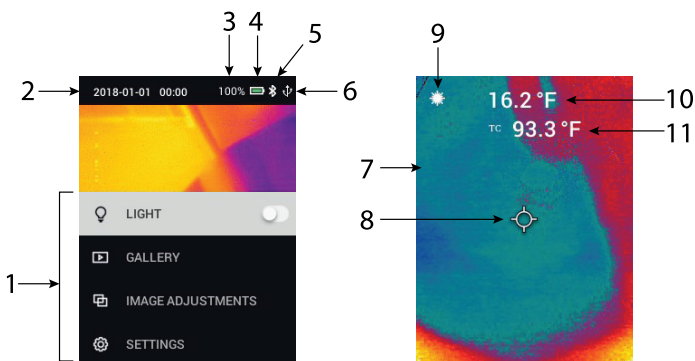 3 4 5
2 2018-01-01 00:00 100% 6
1
LIGHT
GALLERY
IMAGE ADJUSTMENTS
SETTINGS
9
16.2 °F 10
TC 93.3 °F 11
7
8